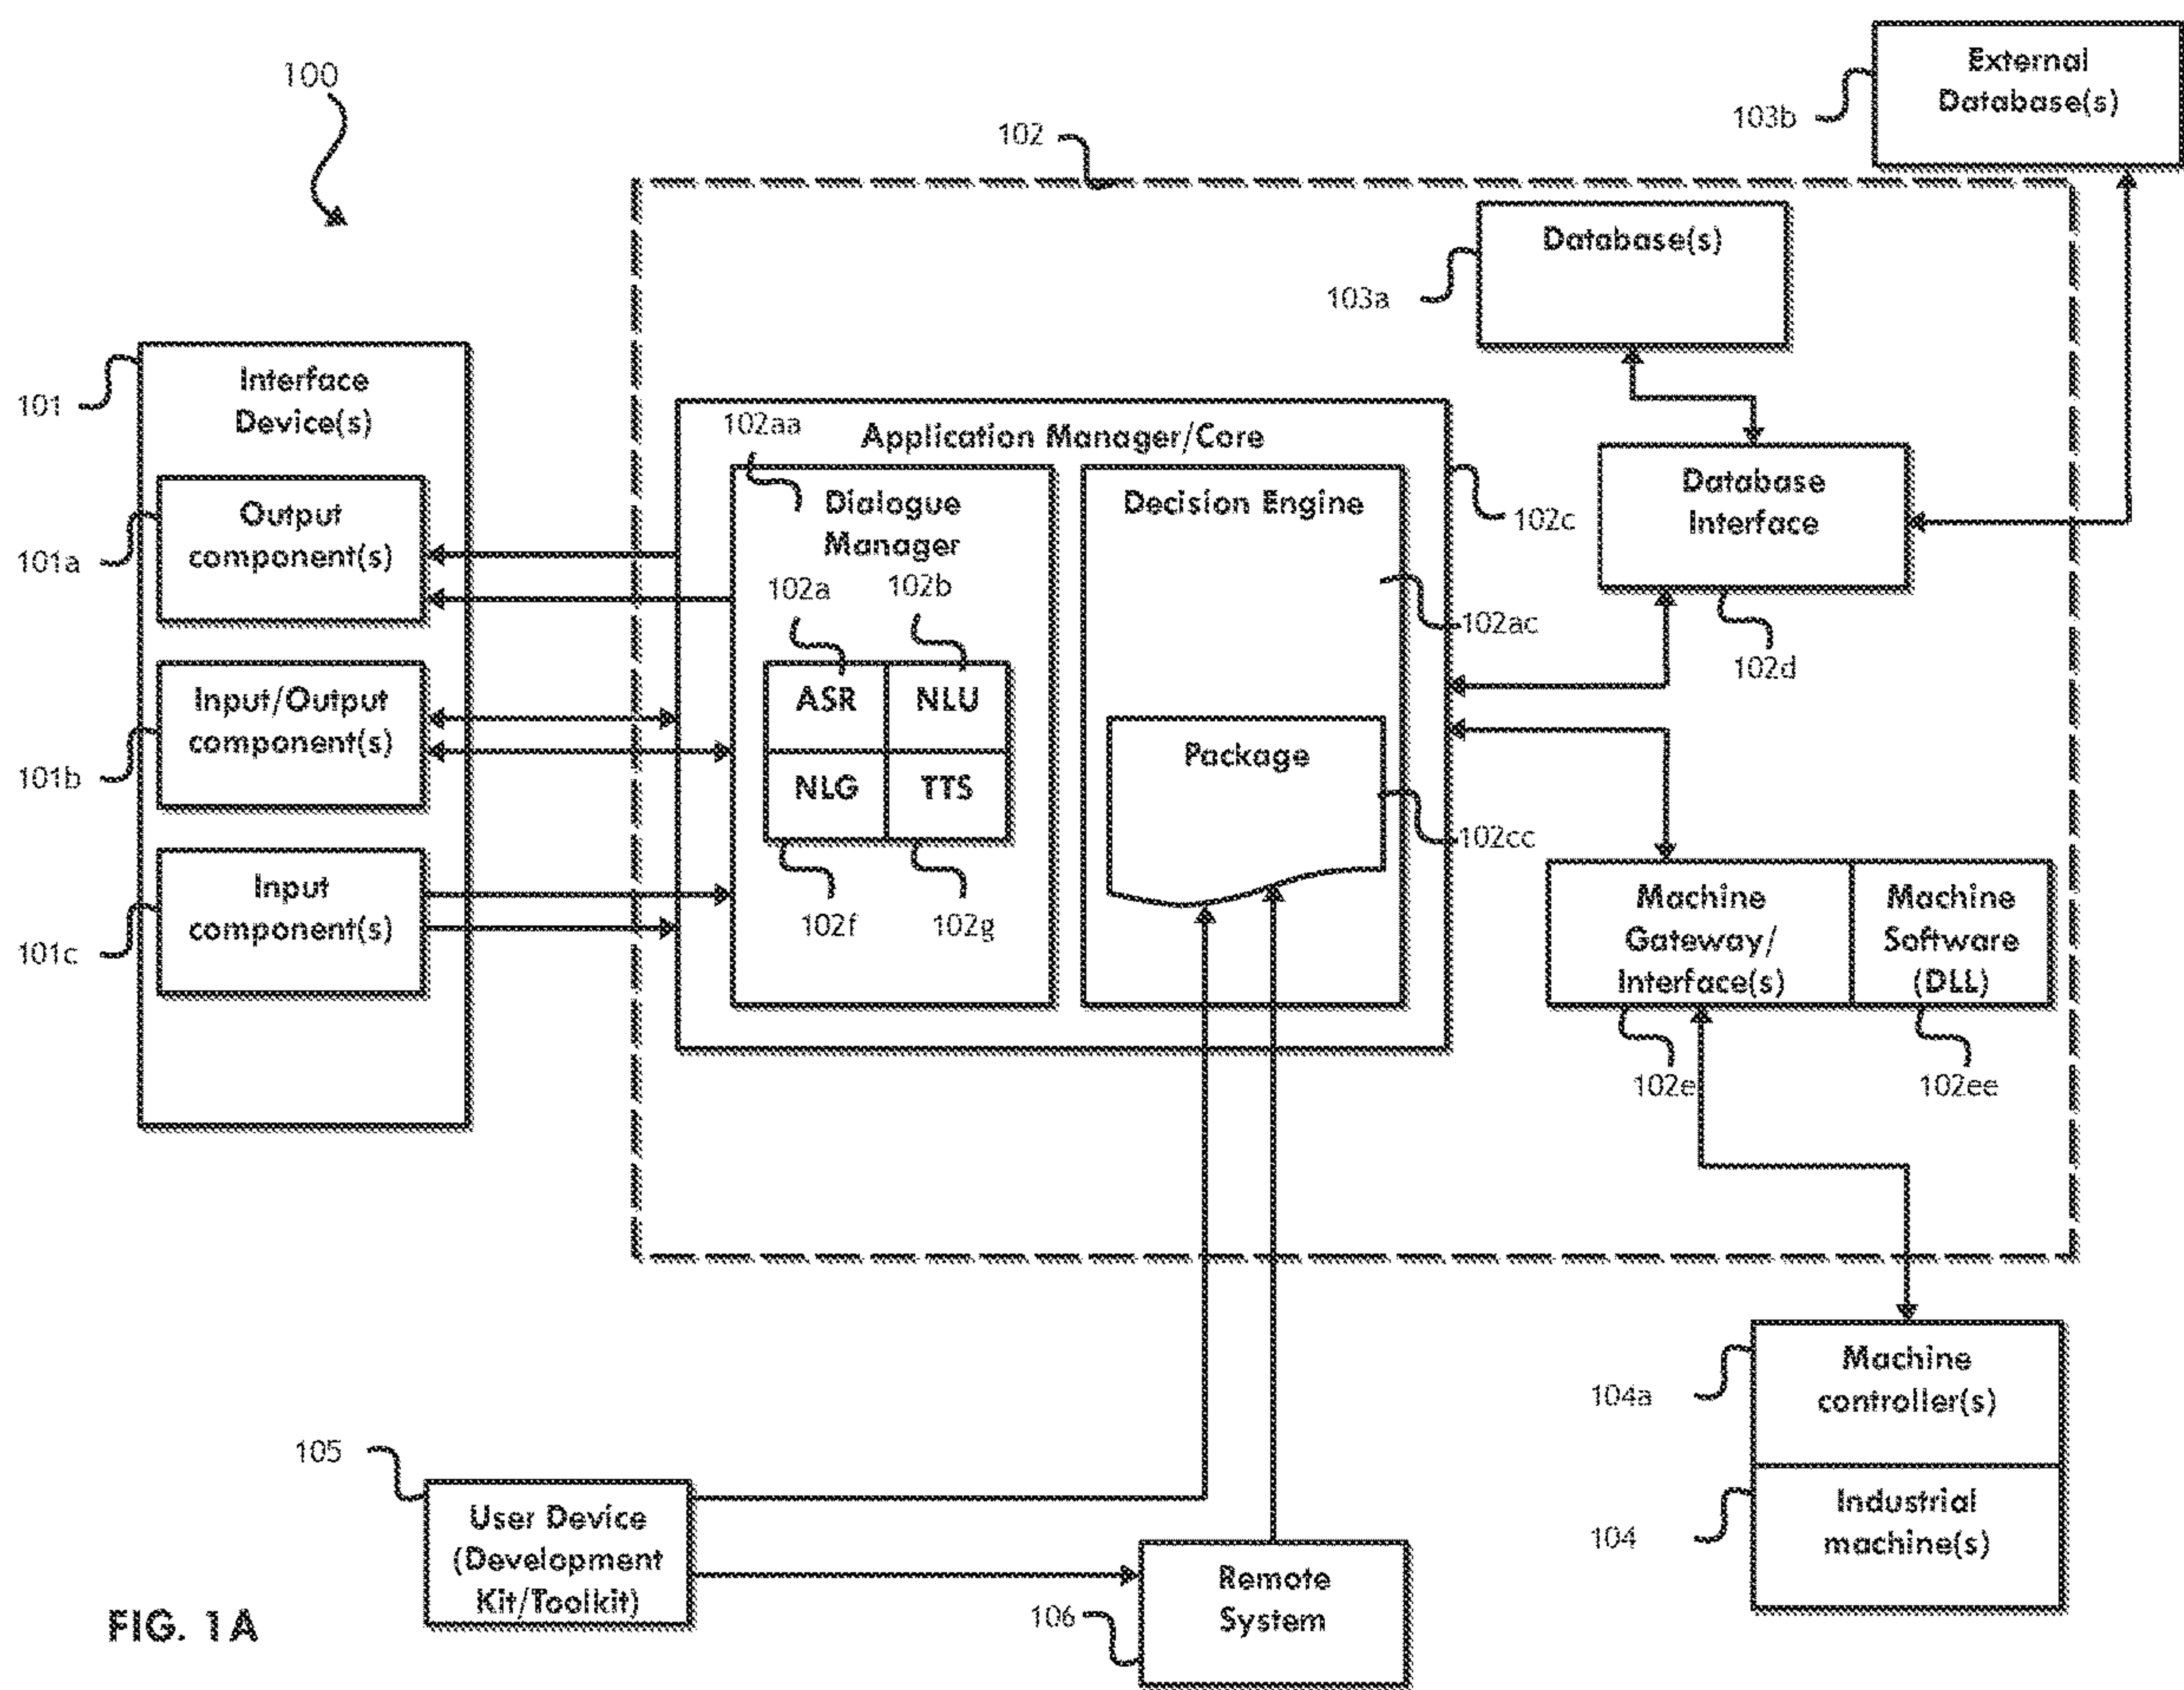 100
External
Database(s)
103b
102
Database(s)
103a
Interface
Device(s)
101
102aa
Application Manager/Core
Output
component(s)
101a
Dialogue
Manager
Decision Engine
102c
Database
Interface
102a
102b
102ac
102d
Input/Output
component(s)
101b
ASR
NLU
NLG
TTS
Package
102cc
Input
component(s)
101c
102f
102g
Machine
Gateway/
Interface(s)
Machine
Software
(DLL)
102e
102ee
Machine
controller(s)
104a
105
User Device
(Development
Kit/Toolkit)
Industrial
machine(s)
104
Remote
System
106
FIG. 1A